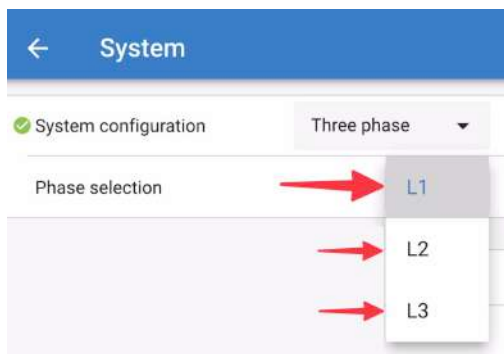 System
System configuration Three phase
Phase selection L1
L2
L3